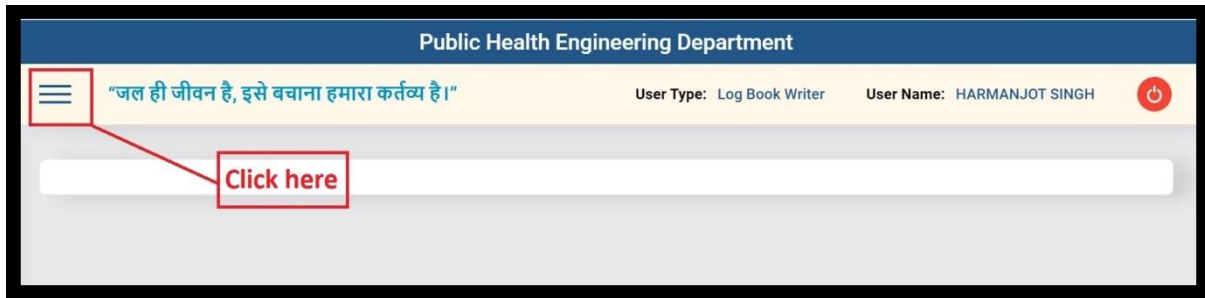 Public Health Engineering Department
“जल ही जीवन है, इसे बचाना हमारा कर्तव्य है।” User Type: Log Book Writer User Name: HARMANJOT SINGH
Click here